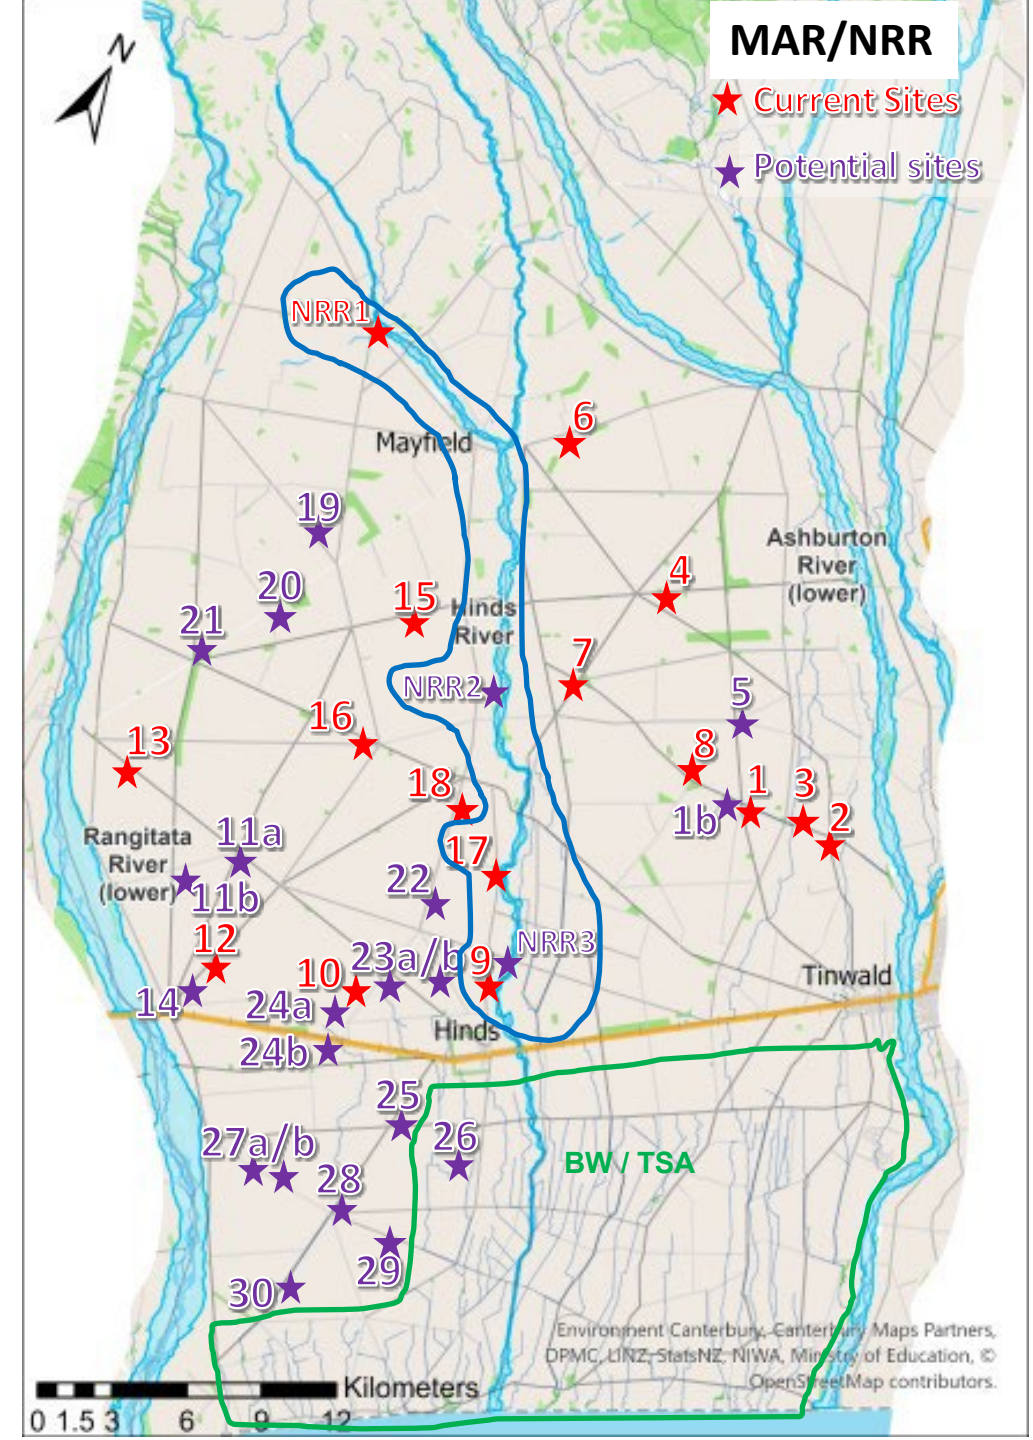 N
MAR/NRR
Current Sites
Potential sites
NRR1
6
Mayfield
19
Ashburton
River
(lower)
4
20
15
Hinds
River
21
7
NRR2
5
16
13
8
18
1
3
1b
2
Rangitata
River
(lower)
11a
17
22
11b
12
NRR3
23a/b
9
10
Tinwald
14
24a
Hinds
24b
25
26
27a/b
BW / TSA
28
29
30
Environment Canterbury, Canterbury Maps Partners,
DPMC, LINZ, StatsNZ, NIWA, Ministry of Education, ©
OpenStreetMap contributors.
Kilometers
0 1.5 3 6 9 12